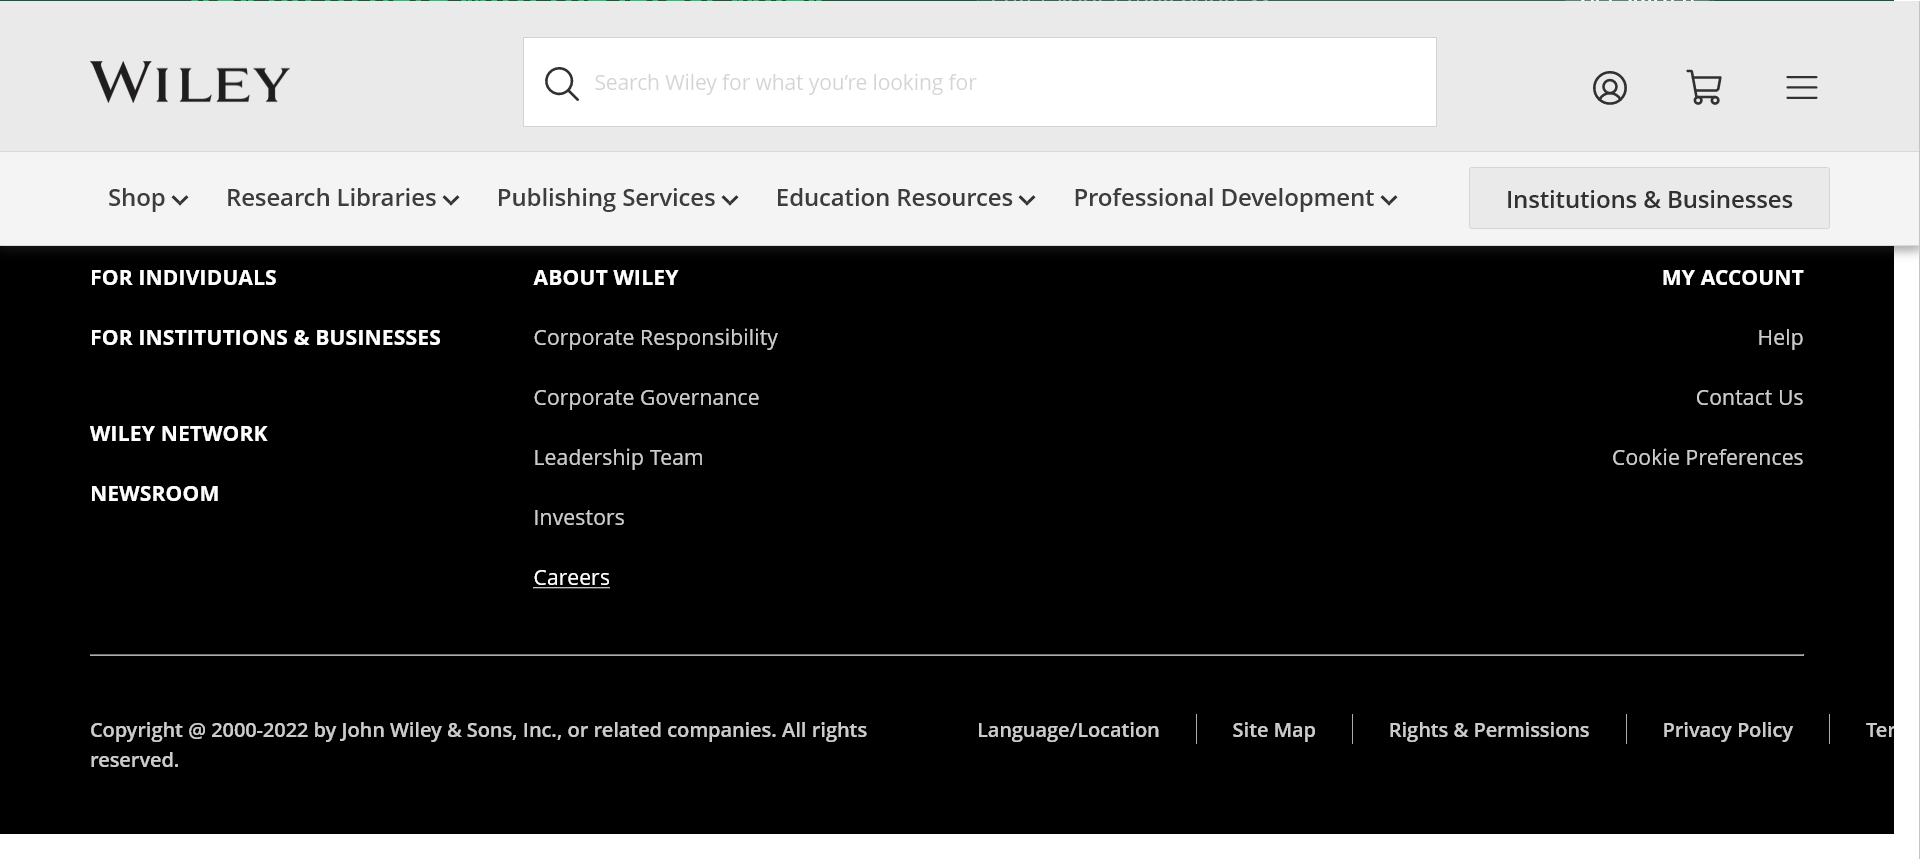 WILEY
Search Wiley for what you're looking for
Shop
Research Libraries
Publishing Services
Education Resources
Professional Development
Institutions & Businesses
FOR INDIVIDUALS
FOR INSTITUTIONS & BUSINESSES
WILEY NETWORK
NEWSROOM
ABOUT WILEY
Corporate Responsibility
Corporate Governance
Leadership Team
Investors
Careers
MY ACCOUNT
Help
Contact Us
Cookie Preferences
Copyright @ 2000-2022 by John Wiley & Sons, Inc., or related companies. All rights
reserved.
Language/Location
Site Map
Rights & Permissions
Privacy Policy